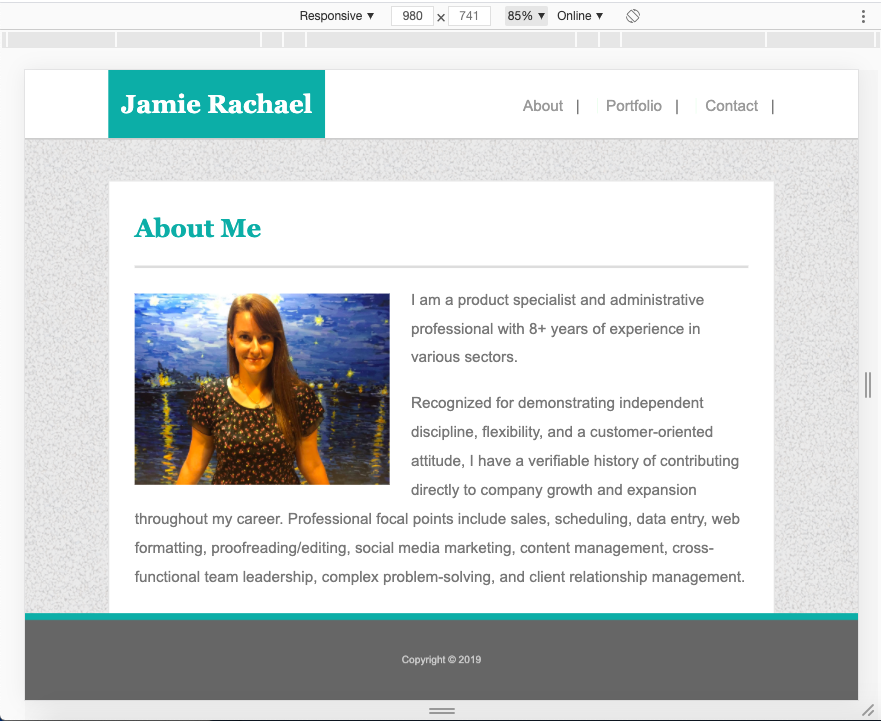 Responsive ▼ 980 × 741 85% ▼ Online ▼
Jamie Rachael
About | Portfolio | Contact |
About Me
I am a product specialist and administrative
professional with 8+ years of experience in
various sectors.
Recognized for demonstrating independent
discipline, flexibility, and a customer-oriented
attitude, I have a verifiable history of contributing
directly to company growth and expansion
throughout my career. Professional focal points include sales, scheduling, data entry, web
formatting, proofreading/editing, social media marketing, content management, cross-
functional team leadership, complex problem-solving, and client relationship management.
Copyright © 2019